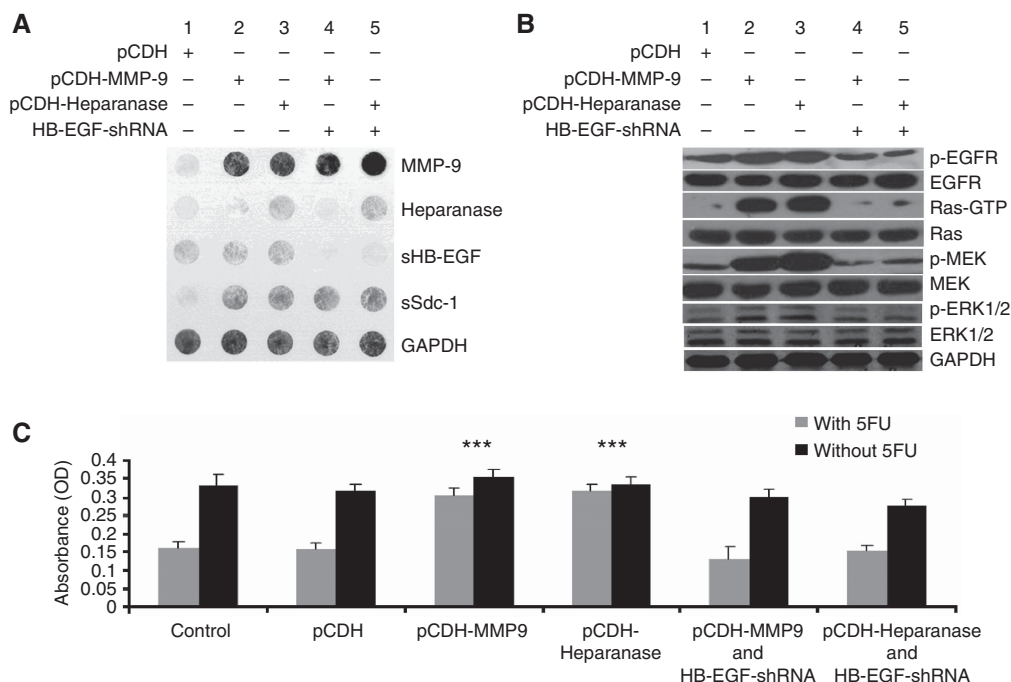 A
1 2 3 4 5
pCDH + – – – –
pCDH-MMP-9 – + – + –
pCDH-Heparanase – – + – +
HB-EGF-shRNA – – – + +
MMP-9
Heparanase
sHB-EGF
sSdc-1
GAPDH
B
1 2 3 4 5
pCDH + – – – –
pCDH-MMP-9 – + – + –
pCDH-Heparanase – – + – +
HB-EGF-shRNA – – – + +
p-EGFR
EGFR
Ras-GTP
Ras
p-MEK
MEK
p-ERK1/2
ERK1/2
GAPDH
C
With 5FU
Without 5FU
*** ***
Absorbance (OD)
0.4
0.35
0.3
0.25
0.2
0.15
0.1
0.05
0
Control
pCDH
pCDH-MMP9
pCDH-
Heparanase
pCDH-MMP9
and
HB-EGF-shRNA
pCDH-Heparanase
and
HB-EGF-shRNA